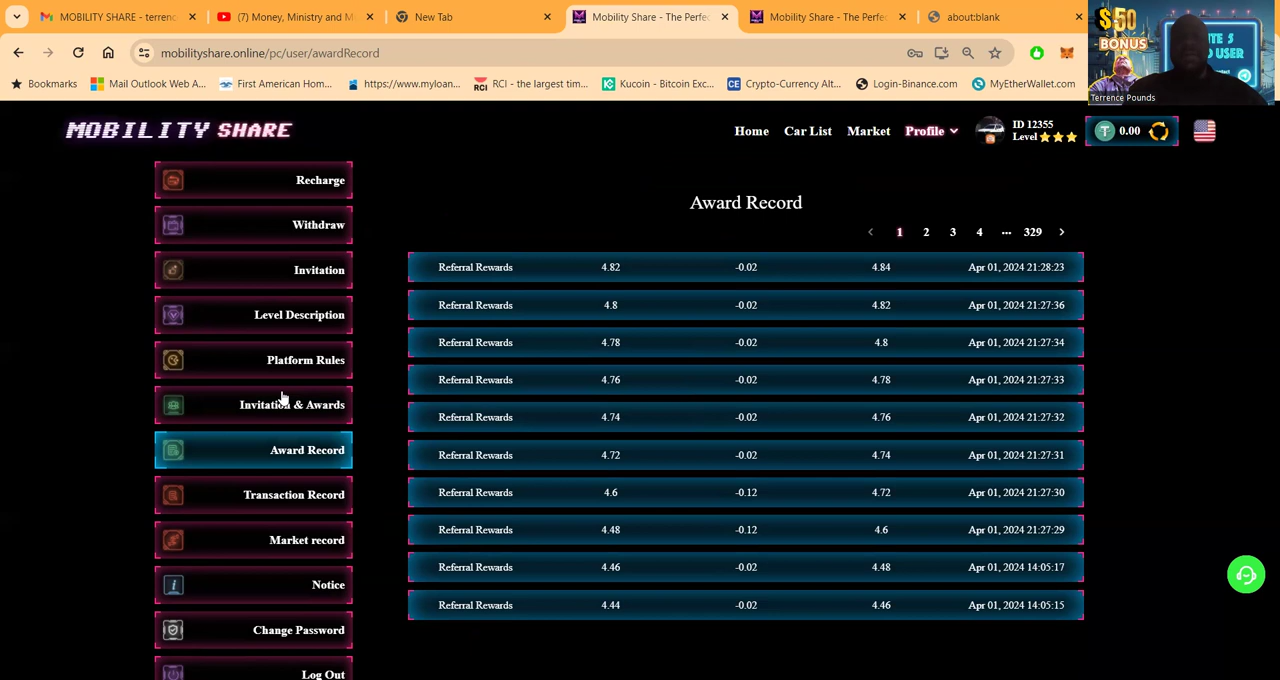 MOBILITY SHARE - terrenc
(7) Money, Ministry and M
New Tab
Mobility Share - The Perfec
Mobility Share - The Perfec
about:blank
$50
BONUS
Terrence Pounds
mobilityshare.online/pc/user/awardRecord
Bookmarks
Mail Outlook Web A...
First American Hom...
https://www.myloan...
RCI - the largest tim...
Kucoin - Bitcoin Exc...
Crypto-Currency Alt...
Login-Binance.com
MyEtherWallet.com
MOBILITY SHARE
Home
Car List
Market
Profile
ID 12355
Level
0.00
Recharge
Withdraw
Invitation
Level Description
Platform Rules
Invitation & Awards
Award Record
Transaction Record
Market record
Notice
Change Password
Log Out
Award Record
1 2 3 4 ··· 329
Referral Rewards 4.82 -0.02 4.84 Apr 01, 2024 21:28:23
Referral Rewards 4.8 -0.02 4.82 Apr 01, 2024 21:27:36
Referral Rewards 4.78 -0.02 4.8 Apr 01, 2024 21:27:34
Referral Rewards 4.76 -0.02 4.78 Apr 01, 2024 21:27:33
Referral Rewards 4.74 -0.02 4.76 Apr 01, 2024 21:27:32
Referral Rewards 4.72 -0.02 4.74 Apr 01, 2024 21:27:31
Referral Rewards 4.6 -0.12 4.72 Apr 01, 2024 21:27:30
Referral Rewards 4.48 -0.12 4.6 Apr 01, 2024 21:27:29
Referral Rewards 4.46 -0.02 4.48 Apr 01, 2024 14:05:17
Referral Rewards 4.44 -0.02 4.46 Apr 01, 2024 14:05:15